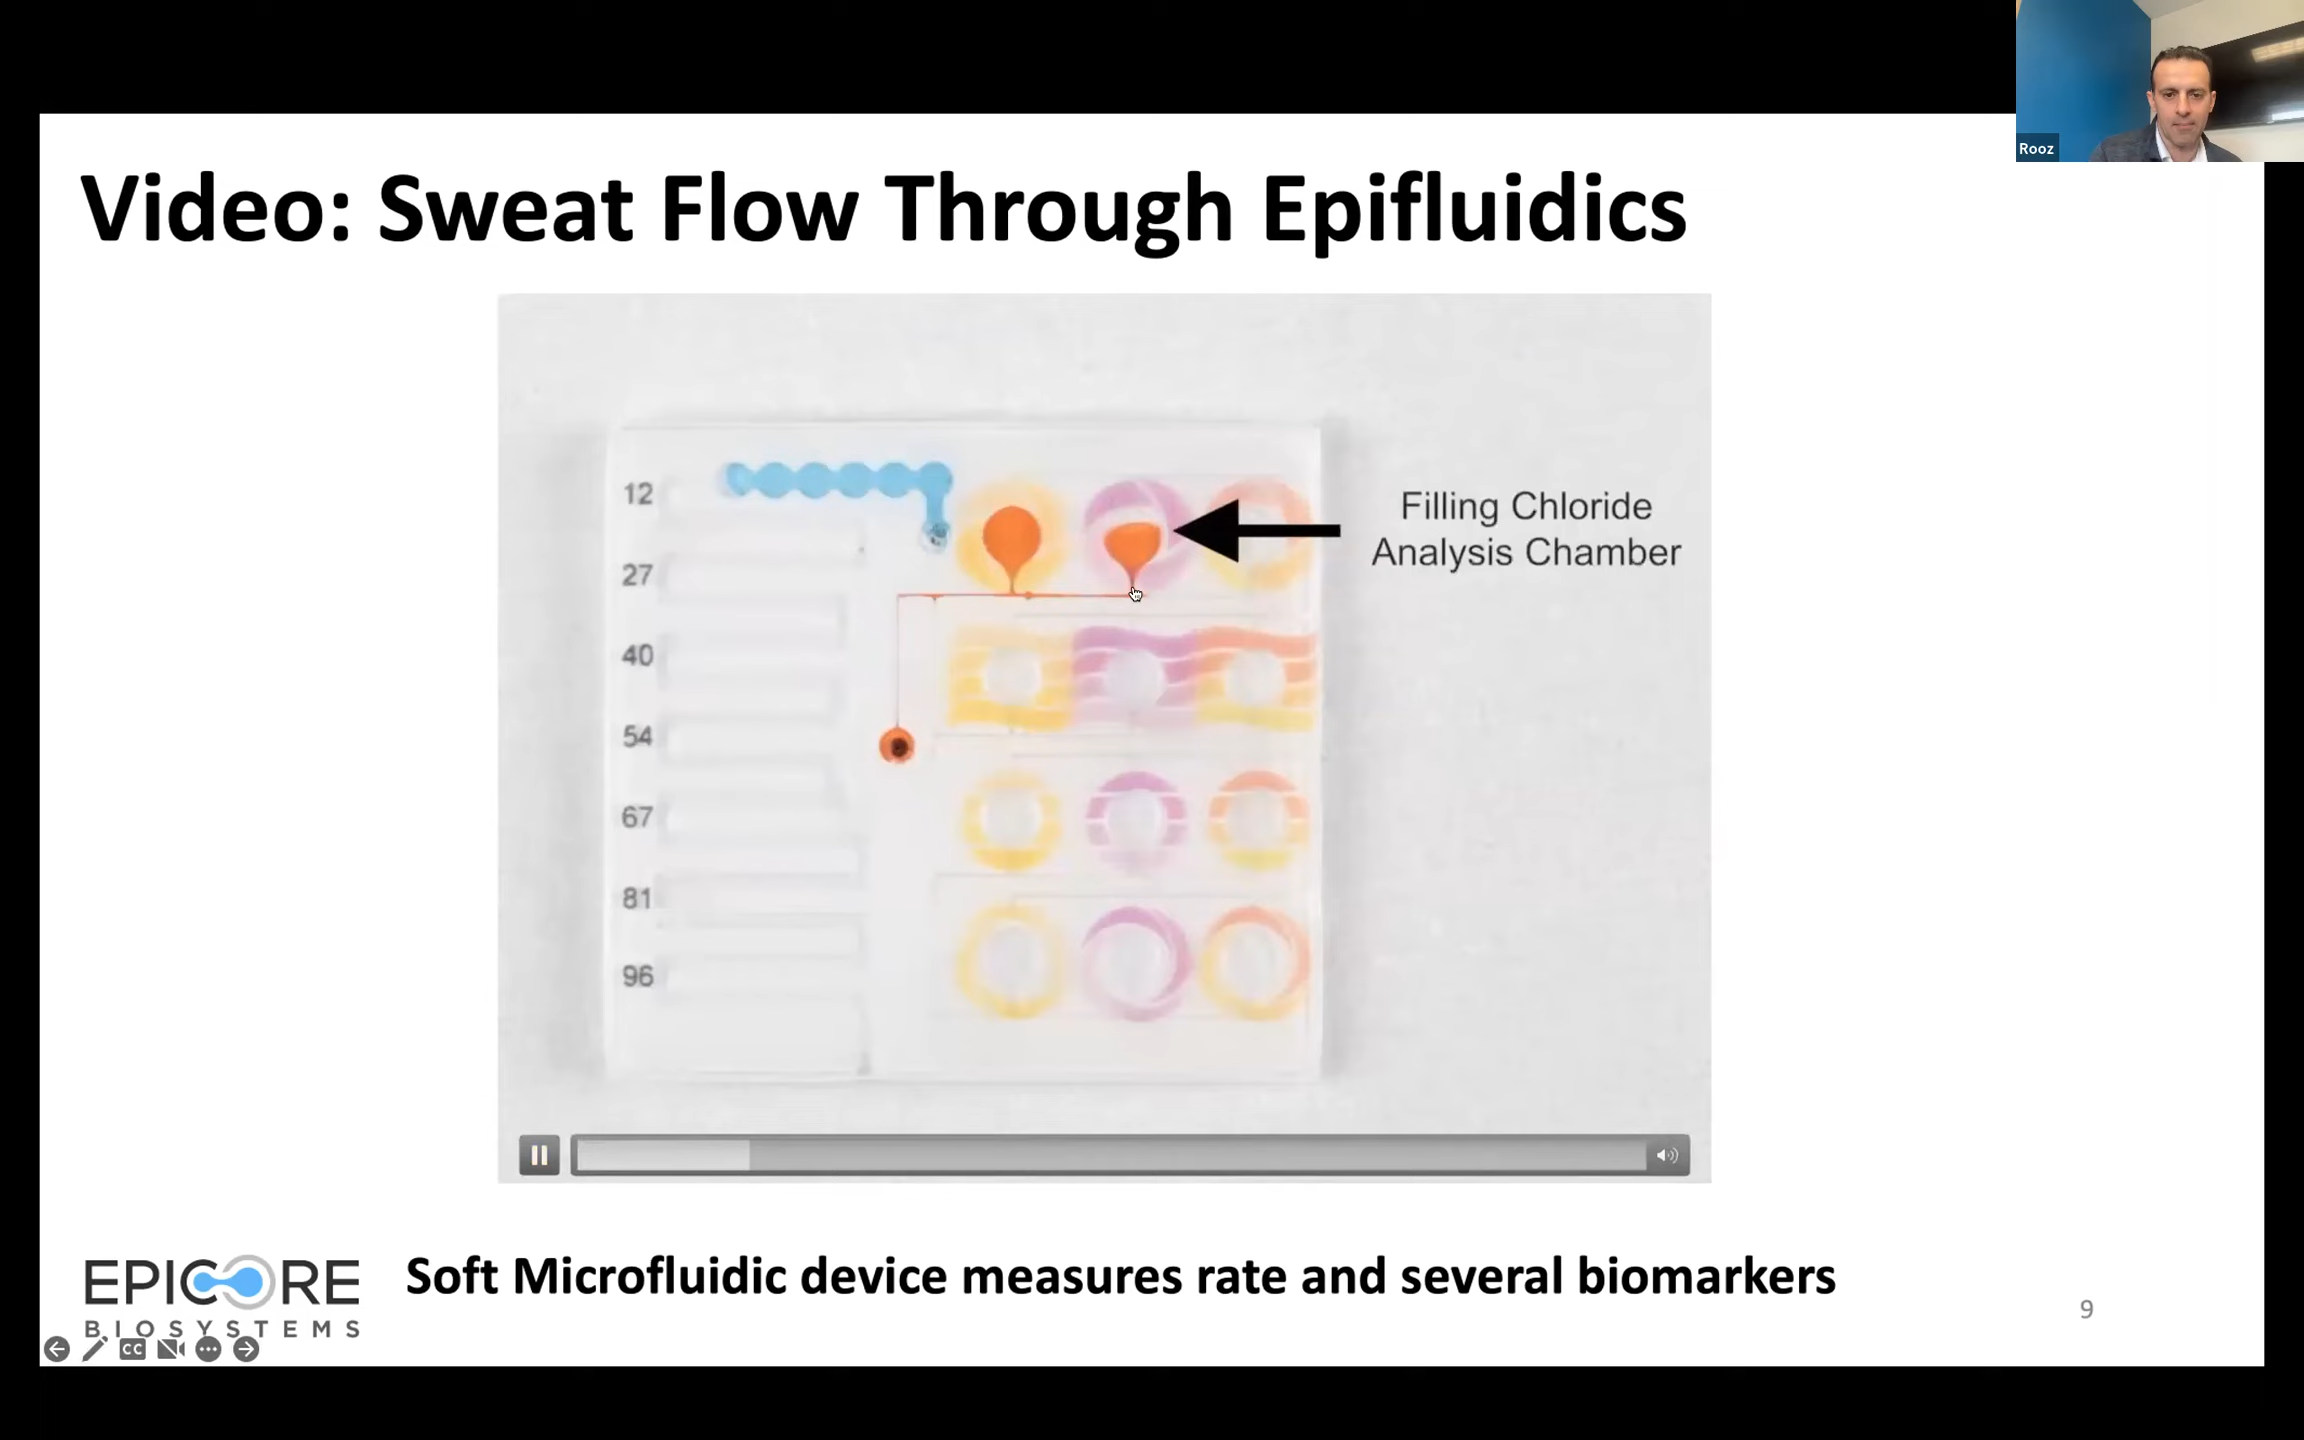 Rooz
Video: Sweat Flow Through Epifluidics
12
27
40
54
67
81
96
Filling Chloride
Analysis Chamber
EPICORE
BIOSYSTEMS
Soft Microfluidic device measures rate and several biomarkers
9
CC